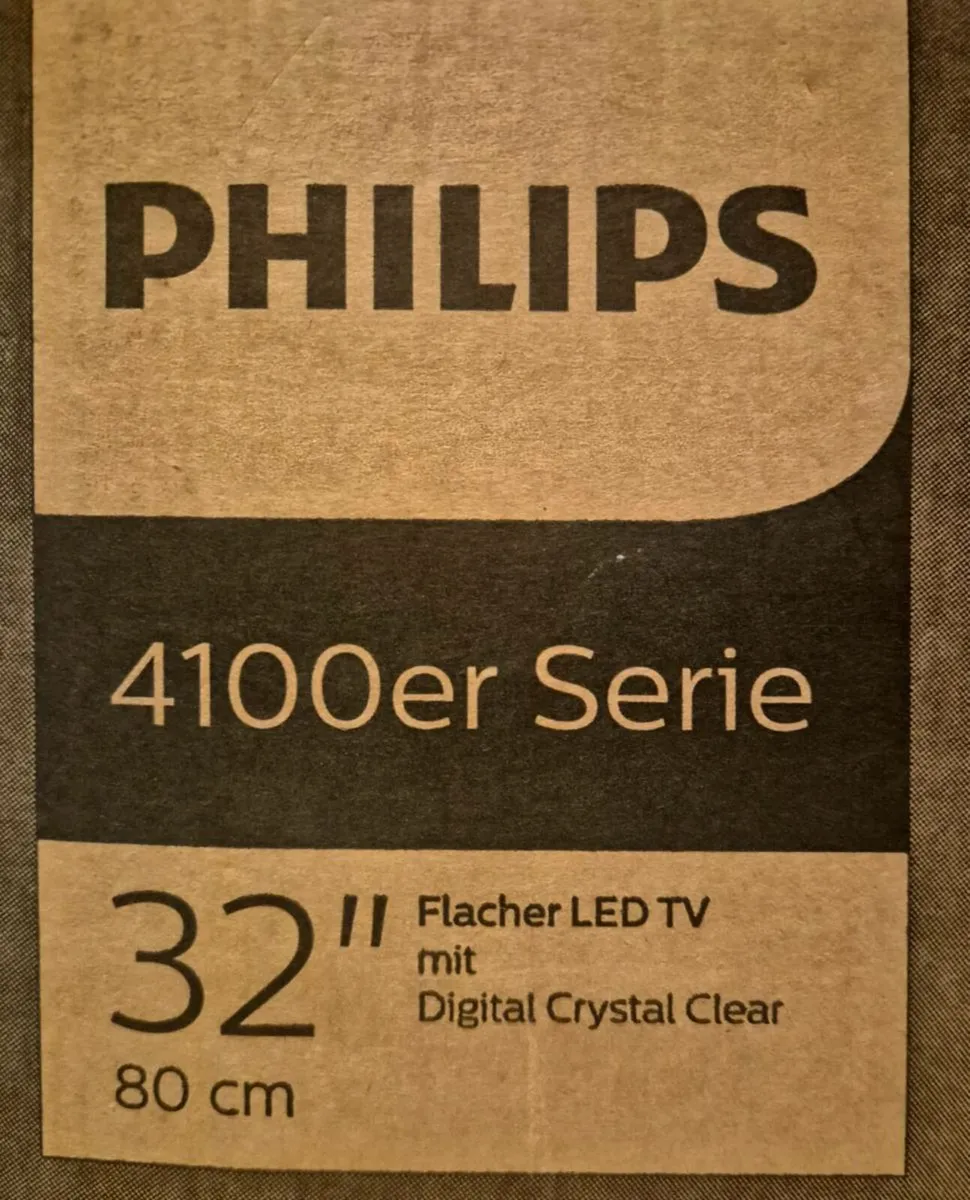 PHILIPS
4100er Serie
32"
80 cm
Flacher LED TV
mit
Digital Crystal Clear